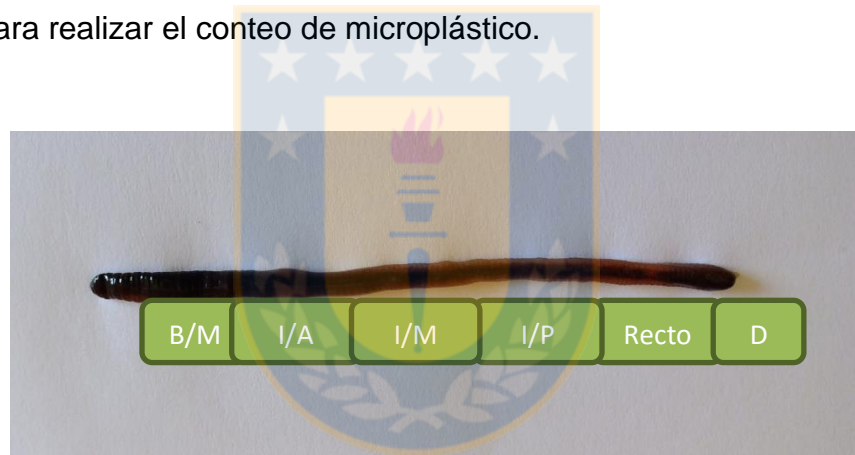 ara realizar el conteo de microplástico.
B/M I/A I/M I/P Recto D